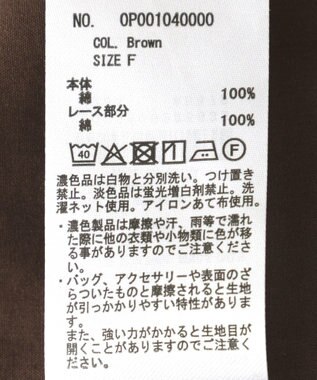 NO. OP001040000
COL. Brown
SIZE F
本体
綿 100%
レース部分
綿 100%
40 F
濃色品は白物と分別洗い。つけ置き
禁止。淡色品は蛍光増白剤禁止。洗
濯ネット使用。アイロンあて布使用。
・濃色製品は摩擦や汗、雨等で濡れ
た際に他の衣類や小物類に色が移
る事がありますのでご注意くださ
い。
・バッグ、アクセサリーや表面のざ
らついたものと摩擦されると生地
が引っかかりやすい特性がありま
す。
また、強い力がかかると生地目が
開くことがありますのでご注意く
ださい。